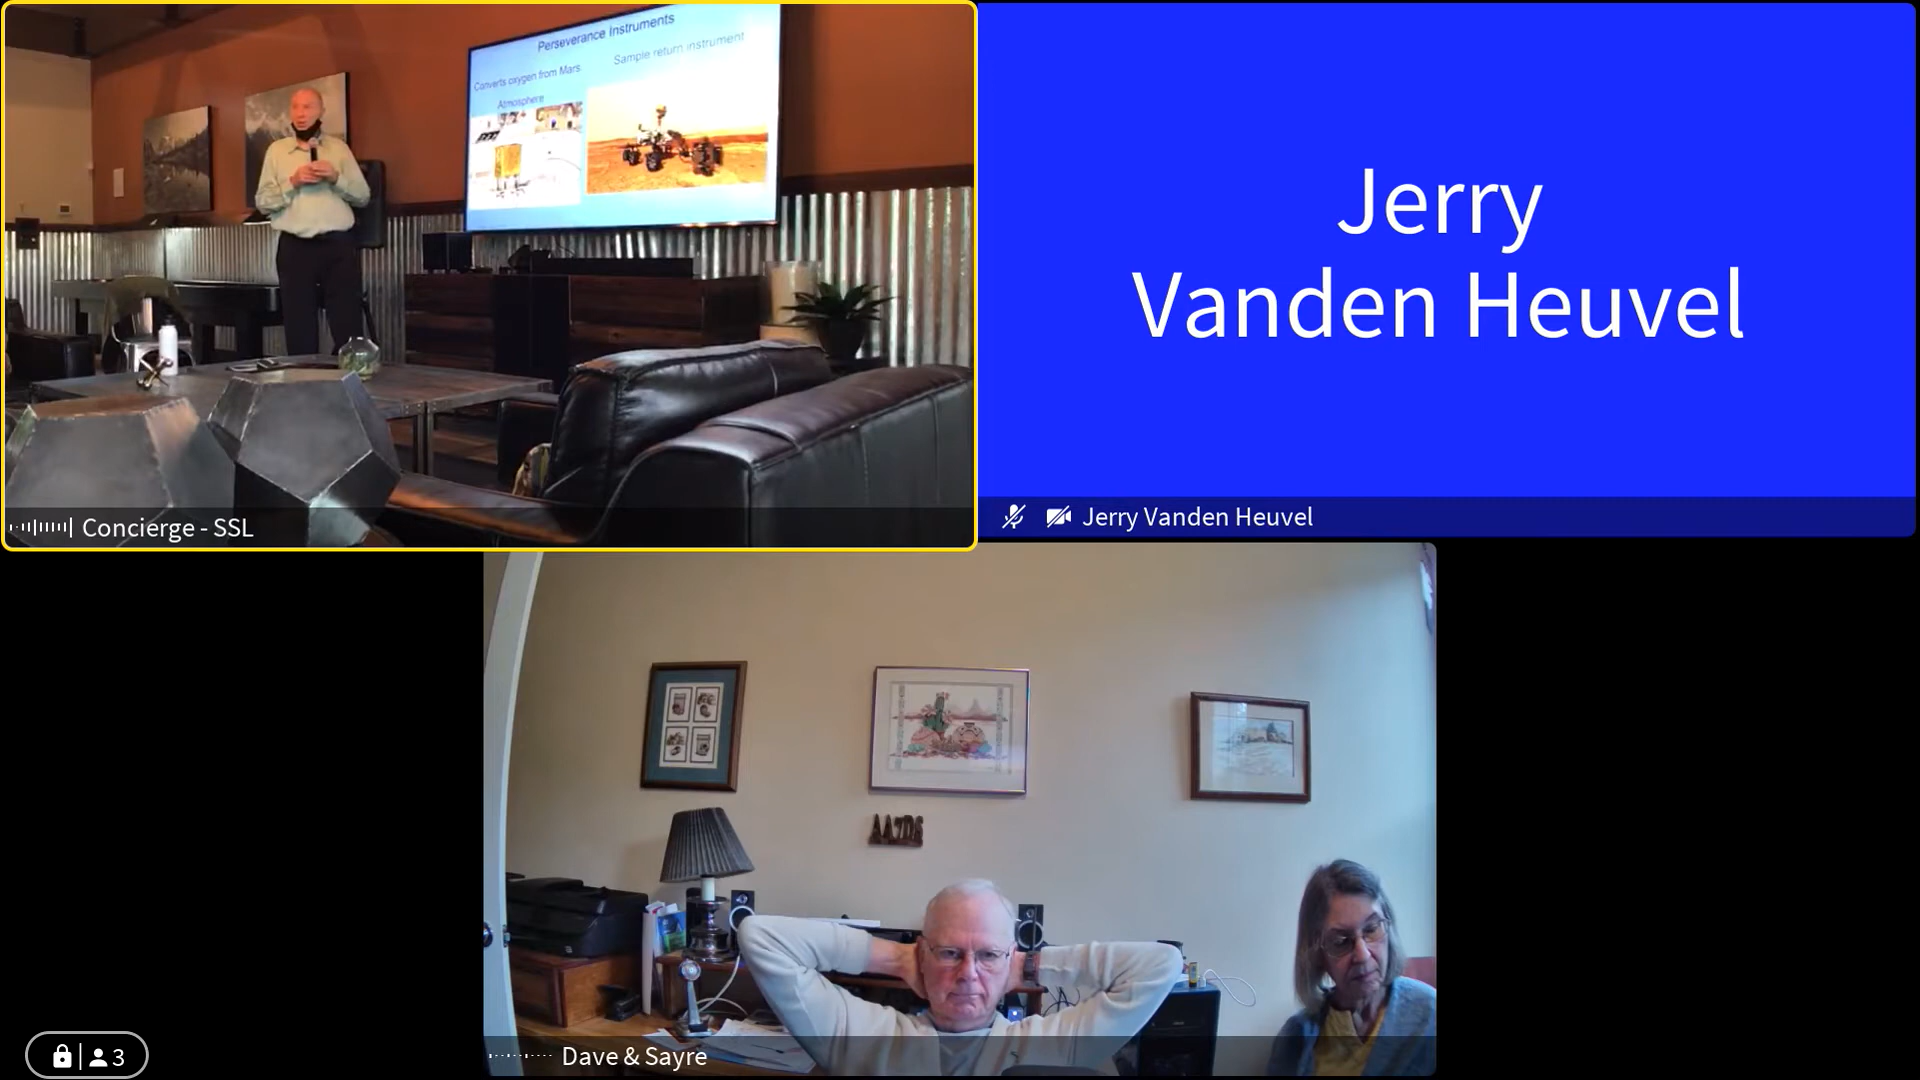 Perseverance Instruments
Sample return instrument
Converts oxygen from Mars
Atmosphere
Concierge - SSL
Jerry
Vanden Heuvel
Jerry Vanden Heuvel
AA7DS
Dave & Sayre
3